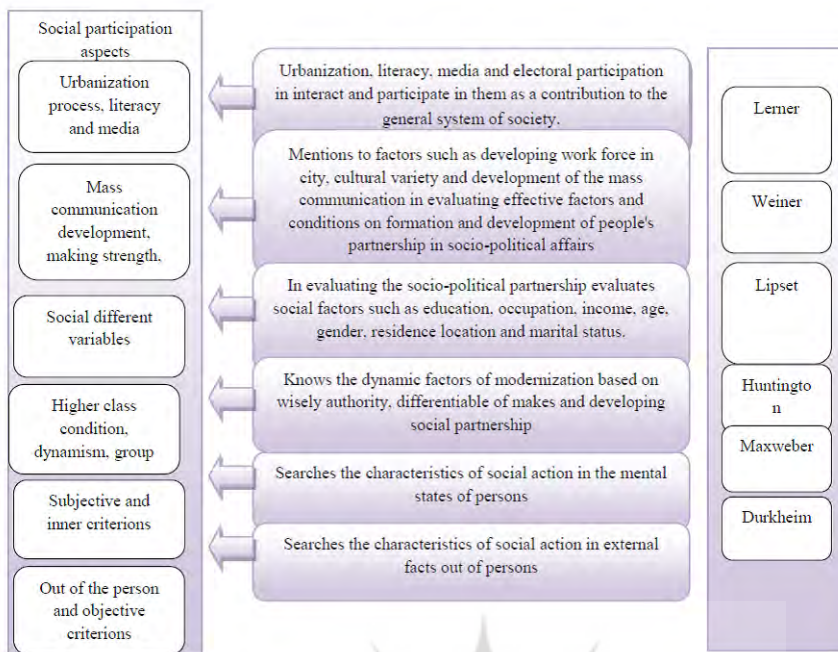 Social participation
aspects
Urbanization
process, literacy
and media
Mass
communication
development,
making strength,
Social different
variables
Higher class
condition,
dynamism, group
Subjective and
inner criterions
Out of the person
and objective
criterions
Urbanization, literacy, media and electoral participation
in interact and participate in them as a contribution to the
general system of society.
Mentions to factors such as developing work force in
city, cultural variety and development of the mass
communication in evaluating effective factors and
conditions on formation and development of people's
partnership in socio-political affairs
In evaluating the socio-political partnership evaluates
social factors such as education, occupation, income, age,
gender, residence location and marital status.
Knows the dynamic factors of modernization based on
wisely authority, differentiable of makes and developing
social partnership
Searches the characteristics of social action in the mental
states of persons
Searches the characteristics of social action in external
facts out of persons
Lerner
Weiner
Lipset
Huntingto
n
Maxweber
Durkheim